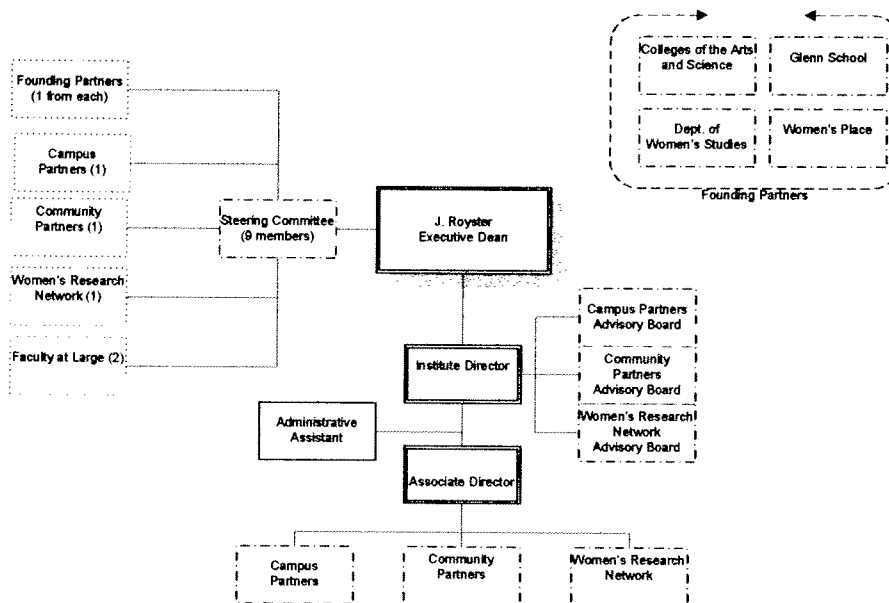 Colleges of the Arts
and Science
Glenn School
Dept. of
Women's Studies
Women's Place
Founding Partners
Founding Partners
(1 from each)
Campus
Partners (1)
Community
Partners (1)
Women's Research
Network (1)
Faculty at Large (2)
Steering Committee
(9 members)
J. Royster
Executive Dean
Institute Director
Campus Partners
Advisory Board
Community
Partners
Advisory Board
Women's Research
Network
Advisory Board
Administrative
Assistant
Associate Director
Campus
Partners
Community
Partners
Women's Research
Network